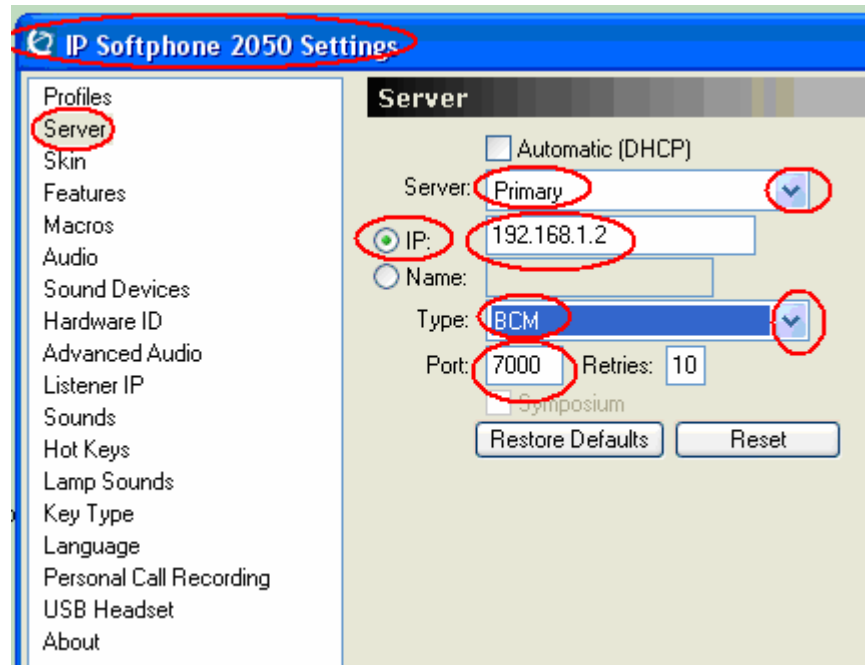 IP Softphone 2050 Settings
Profiles
Server
Skin
Features
Macros
Audio
Sound Devices
Hardware ID
Advanced Audio
Listener IP
Sounds
Hot Keys
Lamp Sounds
Key Type
Language
Personal Call Recording
USB Headset
About
Server
Automatic (DHCP)
Server: Primary
IP: 192.168.1.2
Name:
Type: BCM
Port: 7000 Retries: 10
Symposium
Restore Defaults Reset